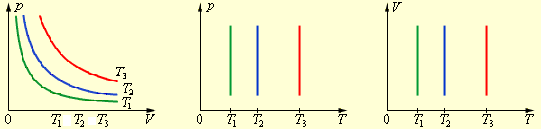 p
T₃
T₂
T₁
0 T₁ T₂ T₃ V
p
0 T₁ T₂ T₃ T
V
0 T₁ T₂ T₃ T